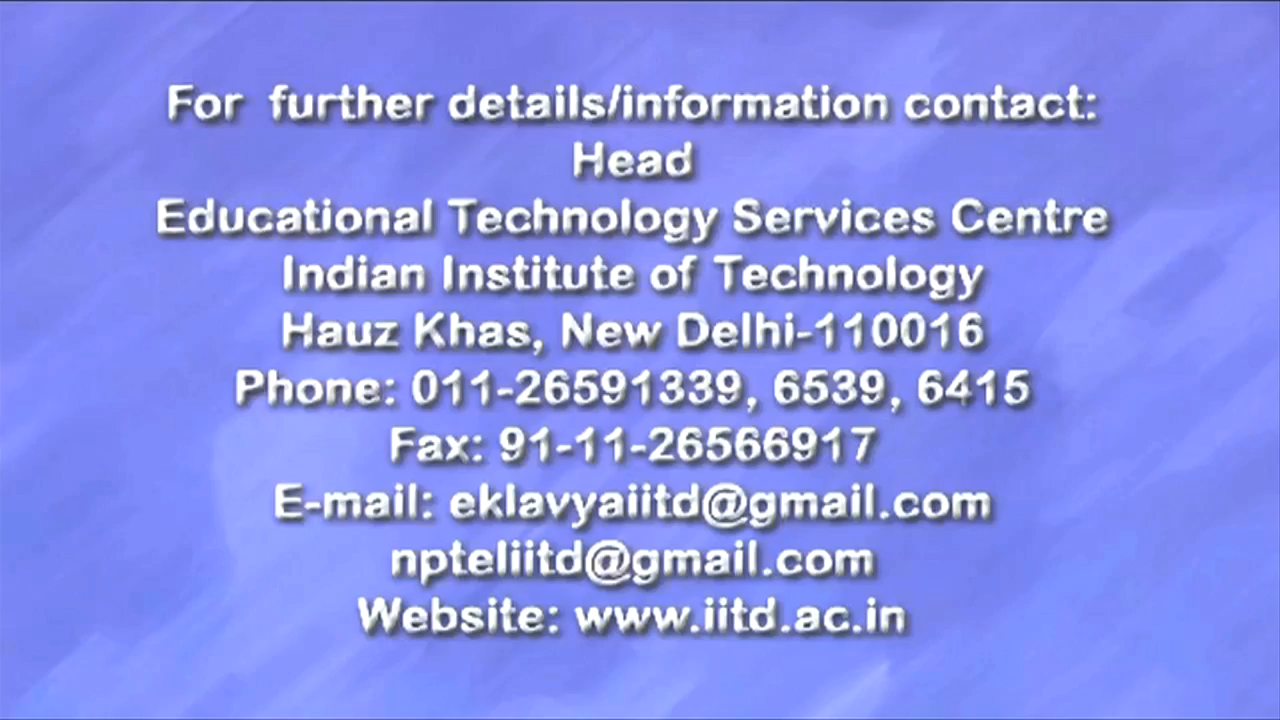 For further details/information contact:
Head
Educational Technology Services Centre
Indian Institute of Technology
Hauz Khas, New Delhi-110016
Phone: 011-26591339, 6539, 6415
Fax: 91-11-26566917
E-mail: eklavyaiitd@gmail.com
npteliitd@gmail.com
Website: www.iitd.ac.in